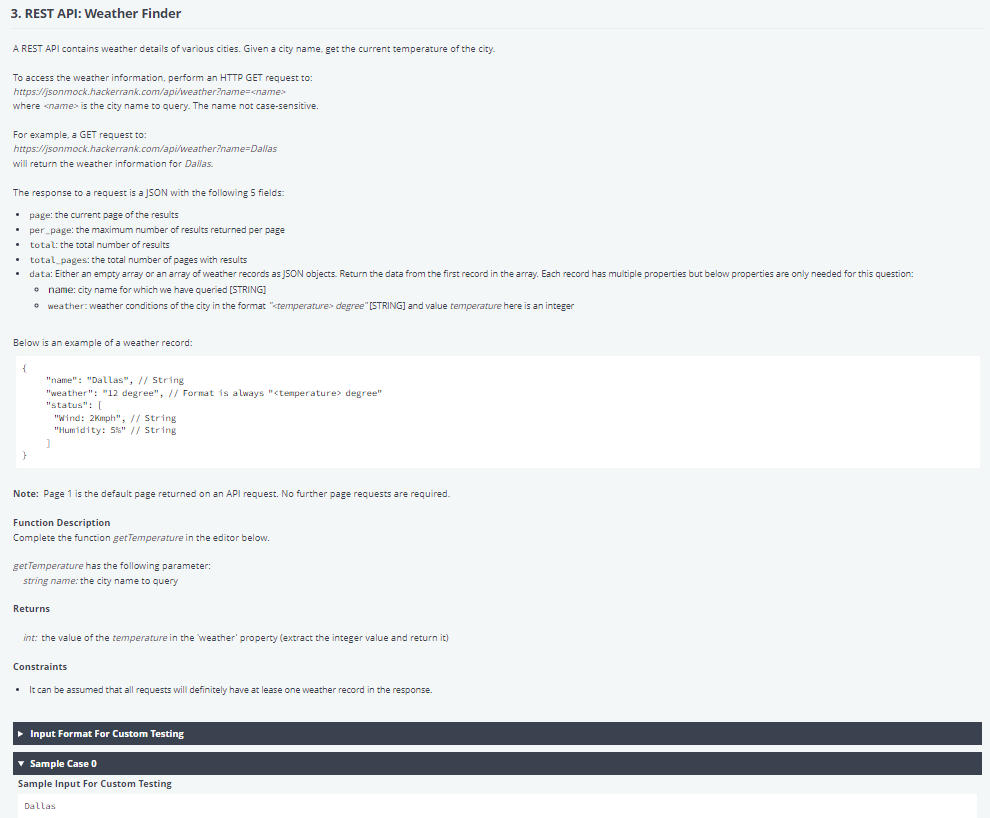 3. REST API: Weather Finder
A REST API contains weather details of various cities. Given a city name, get the current temperature of the city.
To access the weather information, perform an HTTP GET request to:
https://jsonmock.hackerrank.com/api/weather?name=<name>
where <name> is the city name to query. The name not case-sensitive.
For example, a GET request to:
https://jsonmock.hackerrank.com/api/weather?name=Dallas
will return the weather information for Dallas.
The response to a request is a JSON with the following 5 fields:
• page: the current page of the results
• per_page: the maximum number of results returned per page
• total: the total number of results
• total_pages: the total number of pages with results
• data: Either an empty array or an array of weather records as JSON objects. Return the data from the first record in the array. Each record has multiple properties but below properties are only needed for this question:
◦ name: city name for which we have queried [STRING]
◦ weather: weather conditions of the city in the format "<temperature> degree" [STRING] and value temperature here is an integer
Below is an example of a weather record:
{
"name": "Dallas", // String
"weather": "12 degree", // Format is always "<temperature> degree"
"status": [
"Wind: 2Kmph", // String
"Humidity: 5%" // String
]
}
Note: Page 1 is the default page returned on an API request. No further page requests are required.
Function Description
Complete the function getTemperature in the editor below.
getTemperature has the following parameter:
string name: the city name to query
Returns
int: the value of the temperature in the 'weather' property (extract the integer value and return it)
Constraints
• It can be assumed that all requests will definitely have at lease one weather record in the response.
▶ Input Format For Custom Testing
▼ Sample Case 0
Sample Input For Custom Testing
Dallas